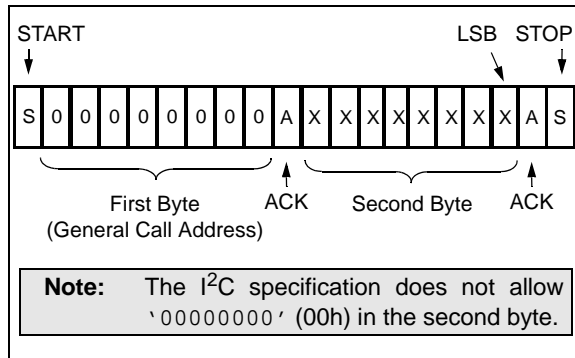 START LSB STOP
S 0 0 0 0 0 0 0 0 A X X X X X X X X A S
First Byte ACK Second Byte ACK
(General Call Address)
Note: The I²C specification does not allow
‘00000000’ (00h) in the second byte.